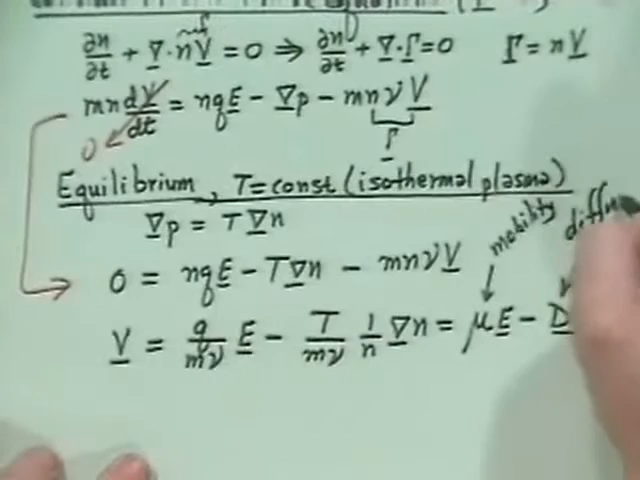 ∂n/∂t + ∇·nV = 0 ⇒ ∂n/∂t + ∇·Γ = 0 Γ = nV
mn dV/dt = nqE − ∇p − mnνV
0 Γ
Equilibrium, T = const (isothermal plasma)
∇p = T∇n
mobility
0 = nqE − T∇n − mnνV
V = q/mν E − T/mν 1/n ∇n = μE − D